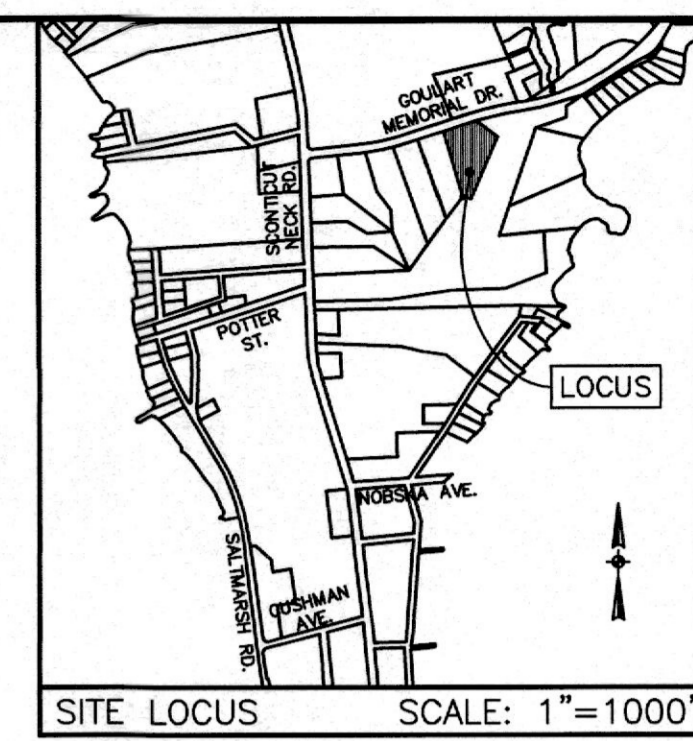 GOULART
MEMORIAL DR.
SCONTICUT
NECK RD.
POTTER
ST.
LOCUS
NOBSKA AVE.
SALTMARSH RD.
CUSHMAN
AVE.
SITE LOCUS SCALE: 1"=1000'